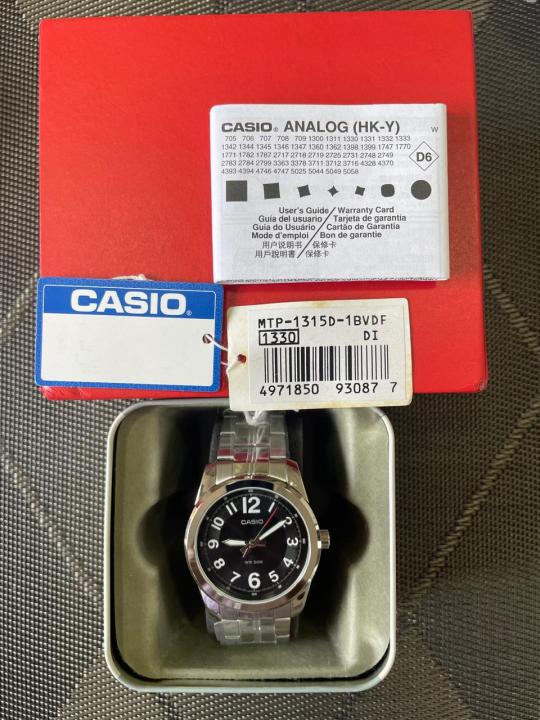 CASIO® ANALOG (HK-Y) W
705 706 707 708 709 1300 1311 1330 1331 1332 1333
1342 1344 1345 1346 1347 1360 1362 1398 1399 1747 1770
1771 1782 1787 2717 2718 2719 2725 2731 2748 2749
2783 2784 2799 3363 3378 3711 3712 3716 4328 4370
4393 4394 4746 4747 5025 5044 5049 5058
D6
User's Guide / Warranty Card
Guía del usuario / Tarjeta de garantía
Guia do Usuário / Cartão de Garantia
Mode d'emploi / Bon de garantie
用户说明书 / 保修卡
用戶說明書 / 保修卡
CASIO®
MTP-1315D-1BVDF
1330 DI
4971850 93087 7
12
1
2
3
4
5
6
7
8
9
10
11
CASIO
WR 50M